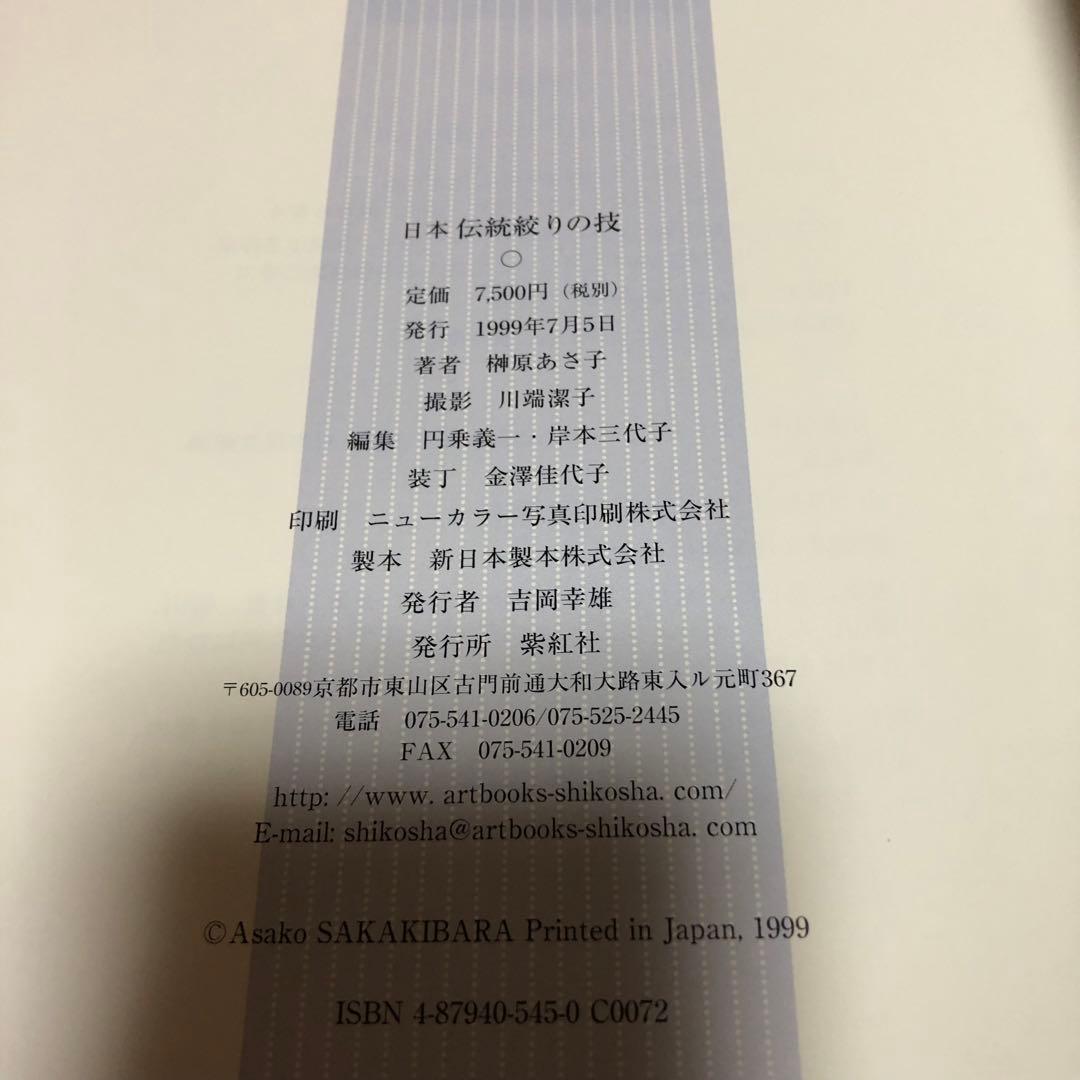 日本 伝統絞りの技
○
定価 7,500円（税別）
発行 1999年7月5日
著者 榊原あさ子
撮影 川端潔子
編集 円乗義一・岸本三代子
装丁 金澤佳代子
印刷 ニューカラー写真印刷株式会社
製本 新日本製本株式会社
発行者 吉岡幸雄
発行所 紫紅社
〒605-0089京都市東山区古門前通大和大路東入ル元町367
電話 075-541-0206/075-525-2445
FAX 075-541-0209
http: //www. artbooks-shikosha. com/
E-mail: shikosha@artbooks-shikosha. com
©Asako SAKAKIBARA Printed in Japan, 1999
ISBN 4-87940-545-0 C0072